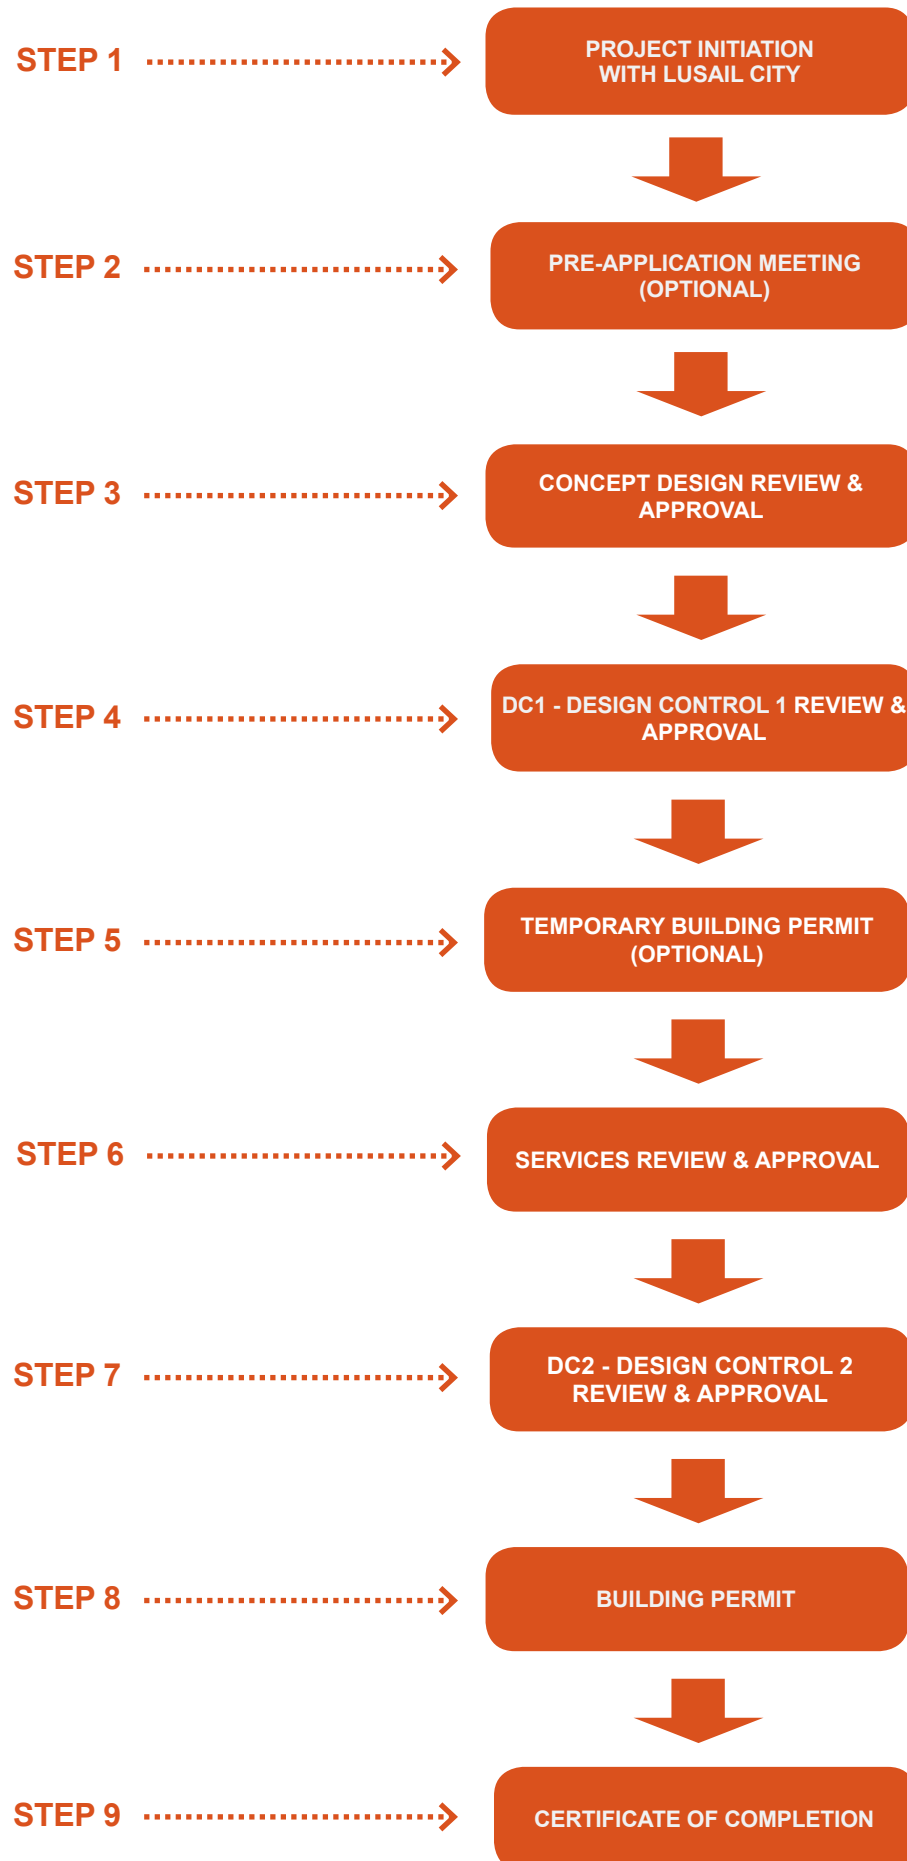 STEP 1
PROJECT INITIATION
WITH LUSAIL CITY
STEP 2
PRE-APPLICATION MEETING
(OPTIONAL)
STEP 3
CONCEPT DESIGN REVIEW &
APPROVAL
STEP 4
DC1 - DESIGN CONTROL 1 REVIEW &
APPROVAL
STEP 5
TEMPORARY BUILDING PERMIT
(OPTIONAL)
STEP 6
SERVICES REVIEW & APPROVAL
STEP 7
DC2 - DESIGN CONTROL 2
REVIEW & APPROVAL
STEP 8
BUILDING PERMIT
STEP 9
CERTIFICATE OF COMPLETION